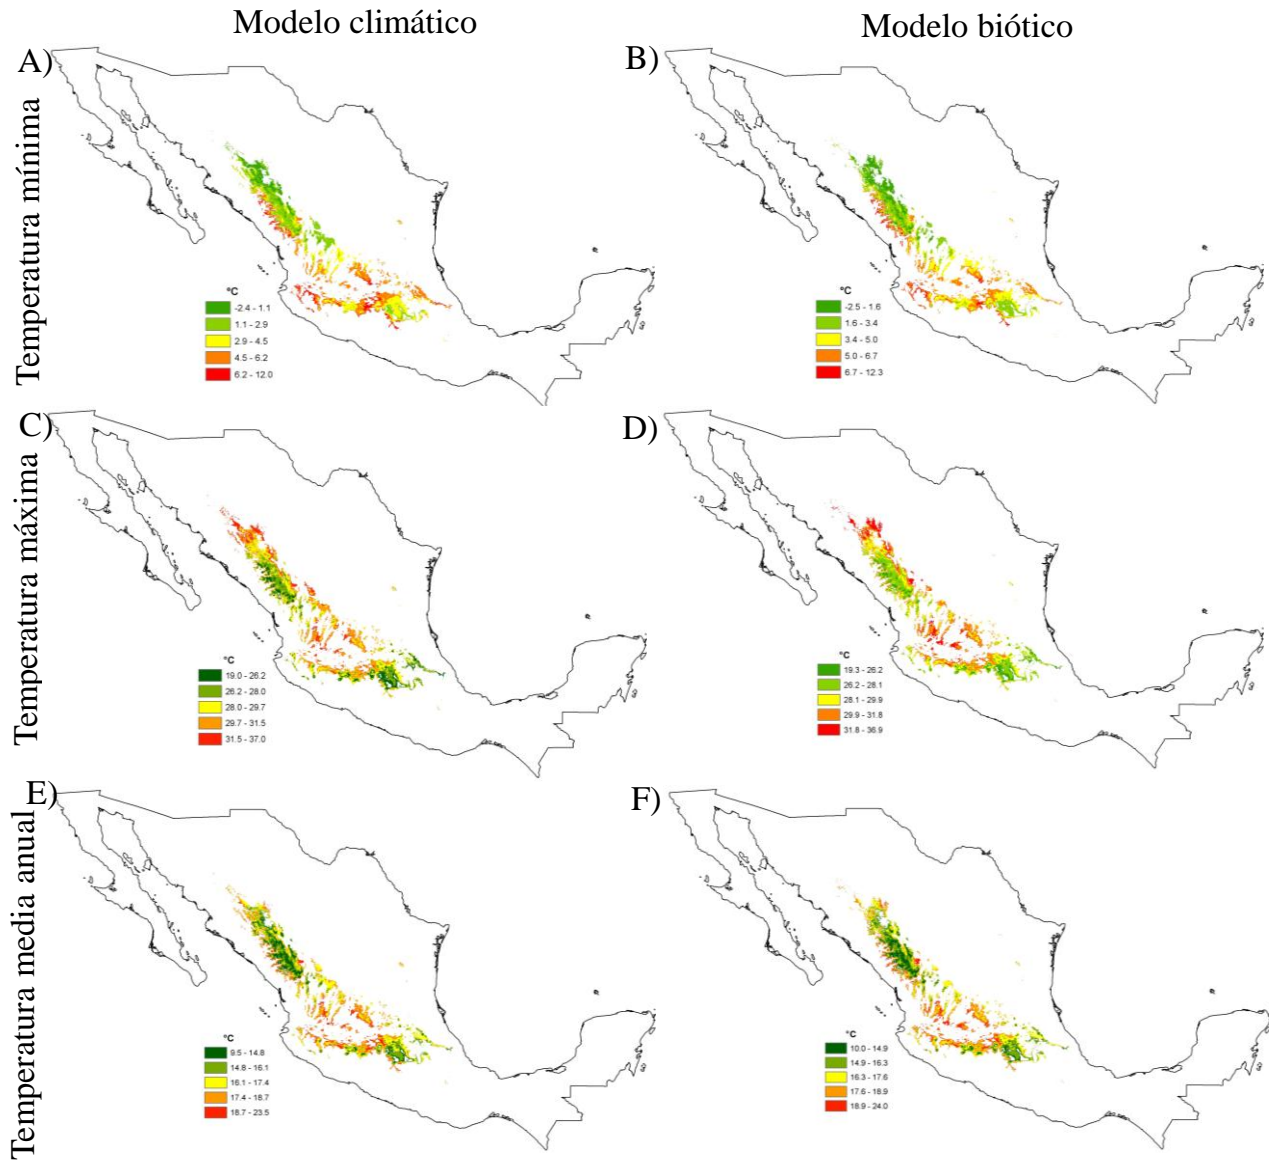 Modelo climático
Modelo biótico
Temperatura mínima
A)
°C
-2.4 - 1.1
1.1 - 2.9
2.9 - 4.5
4.5 - 6.2
6.2 - 12.0
B)
°C
-2.5 - 1.6
1.6 - 3.4
3.4 - 5.0
5.0 - 6.7
6.7 - 12.3
Temperatura máxima
C)
°C
19.0 - 26.2
26.2 - 28.0
28.0 - 29.7
29.7 - 31.5
31.5 - 37.0
D)
°C
19.3 - 26.2
26.2 - 28.1
28.1 - 29.9
29.9 - 31.8
31.8 - 36.9
Temperatura media anual
E)
°C
9.5 - 14.8
14.8 - 16.1
16.1 - 17.4
17.4 - 18.7
18.7 - 23.5
F)
°C
10.0 - 14.9
14.9 - 16.3
16.3 - 17.6
17.6 - 18.9
18.9 - 24.0